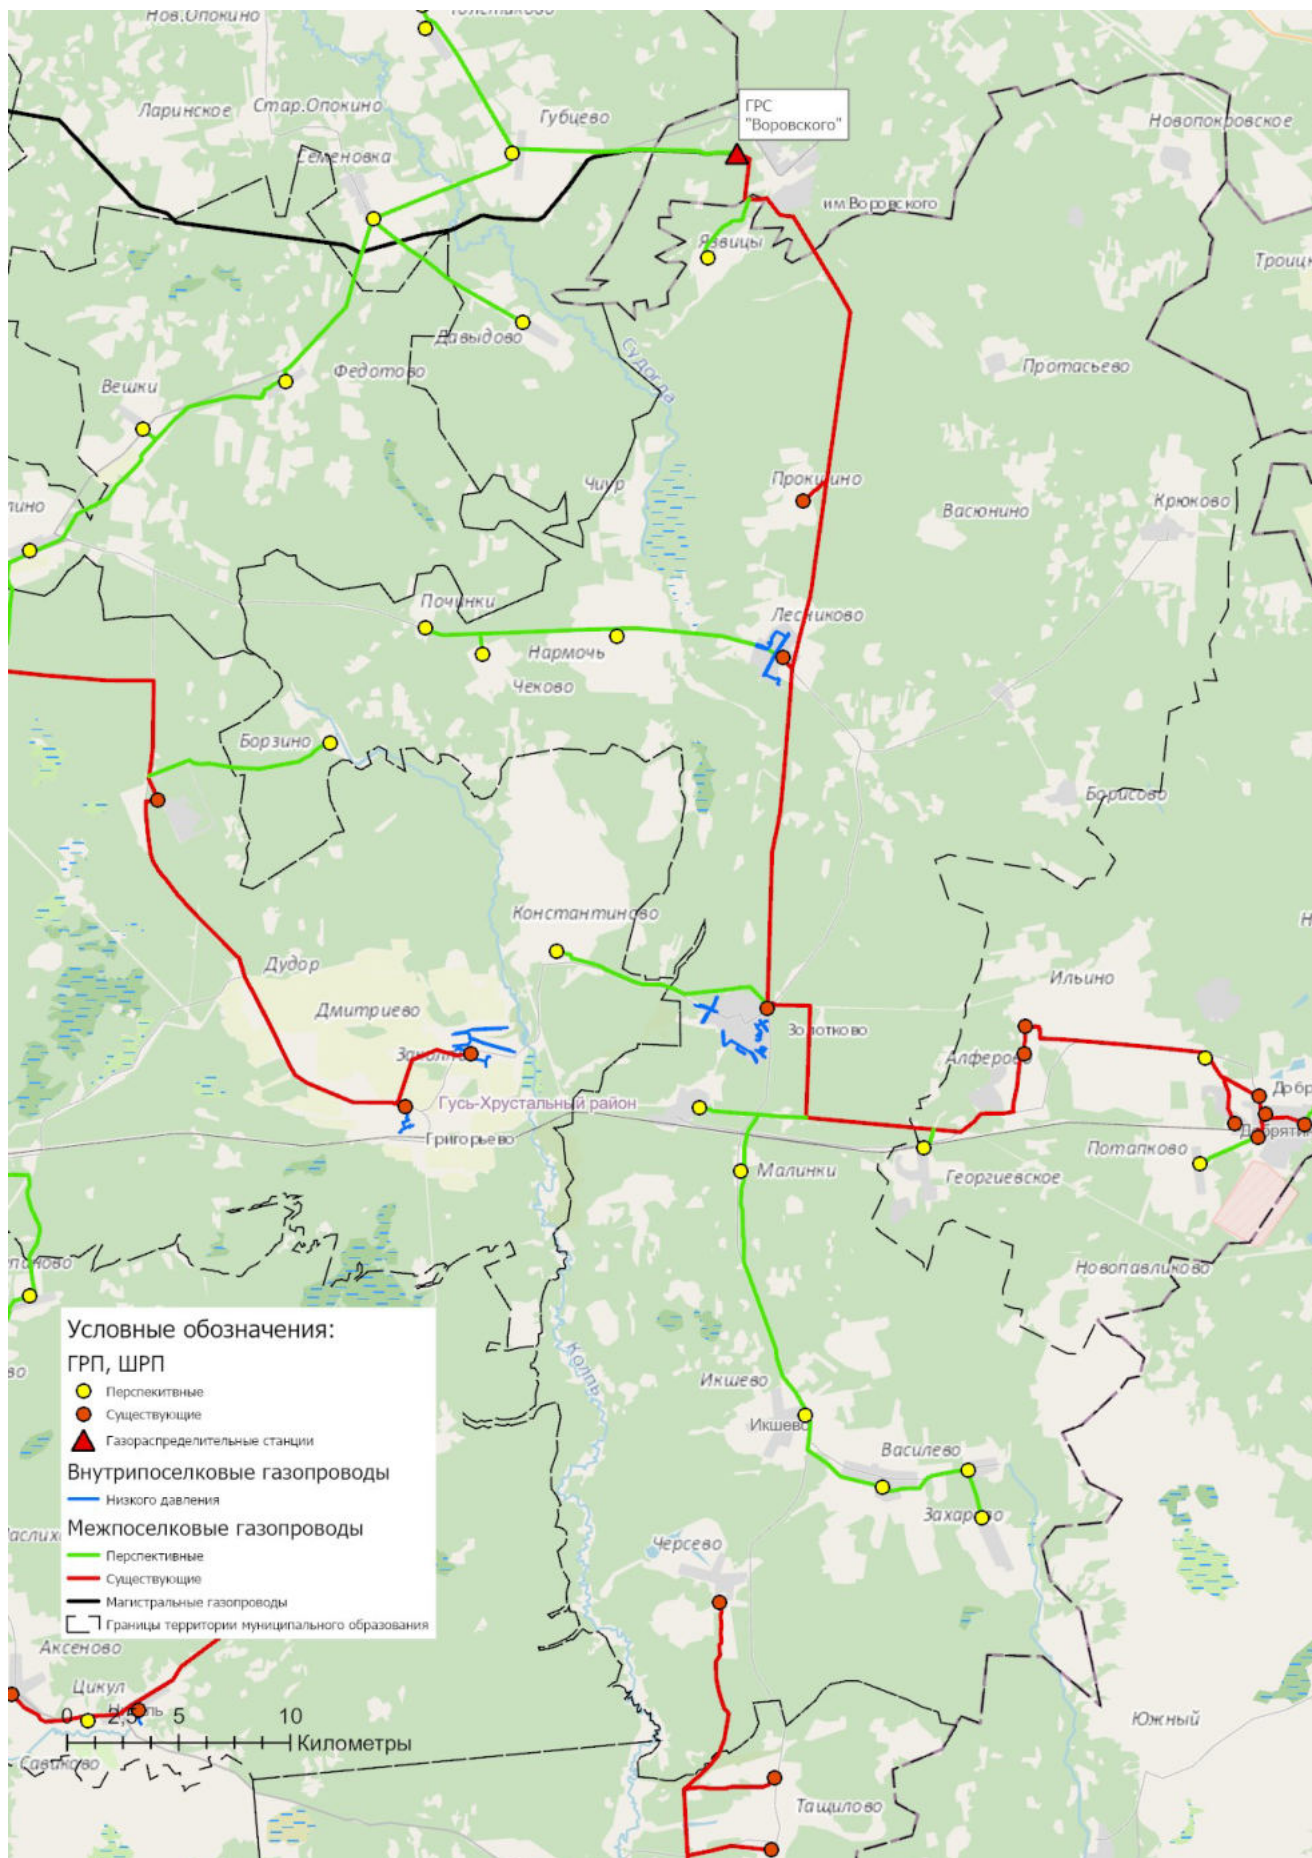 Нов.Опокино
Ларинское
Стар.Опокино
Губцево
Семеновка
ГРС
"Воровского"
Новопокровское
им.Воровского
Язвицы
Давыдово
Судогда
Федотово
Вешки
Протасьево
Чиур
Васюнино
Крюково
Починки
Лесниково
Нармочь
Чеково
Борзино
Борисово
Константиново
Дудор
Дмитриево
Золотково
Ильино
Алферово
Гусь-Хрустальный район
Григорьево
Малинки
Георгиевское
Потапково
Новопавликово
Колпь
Икшево
Икшево
Василево
Захарово
Черсево
Условные обозначения:
ГРП, ШРП
Перспекитвные
Существующие
Газораспределительные станции
Внутрипоселковые газопроводы
Низкого давления
Межпоселковые газопроводы
Перспективные
Существующие
Магистральные газопроводы
Границы территории муниципального образования
Аксеново
Цикул
0 2,5 5 10
Километры
Савиково
Южный
Тащилово